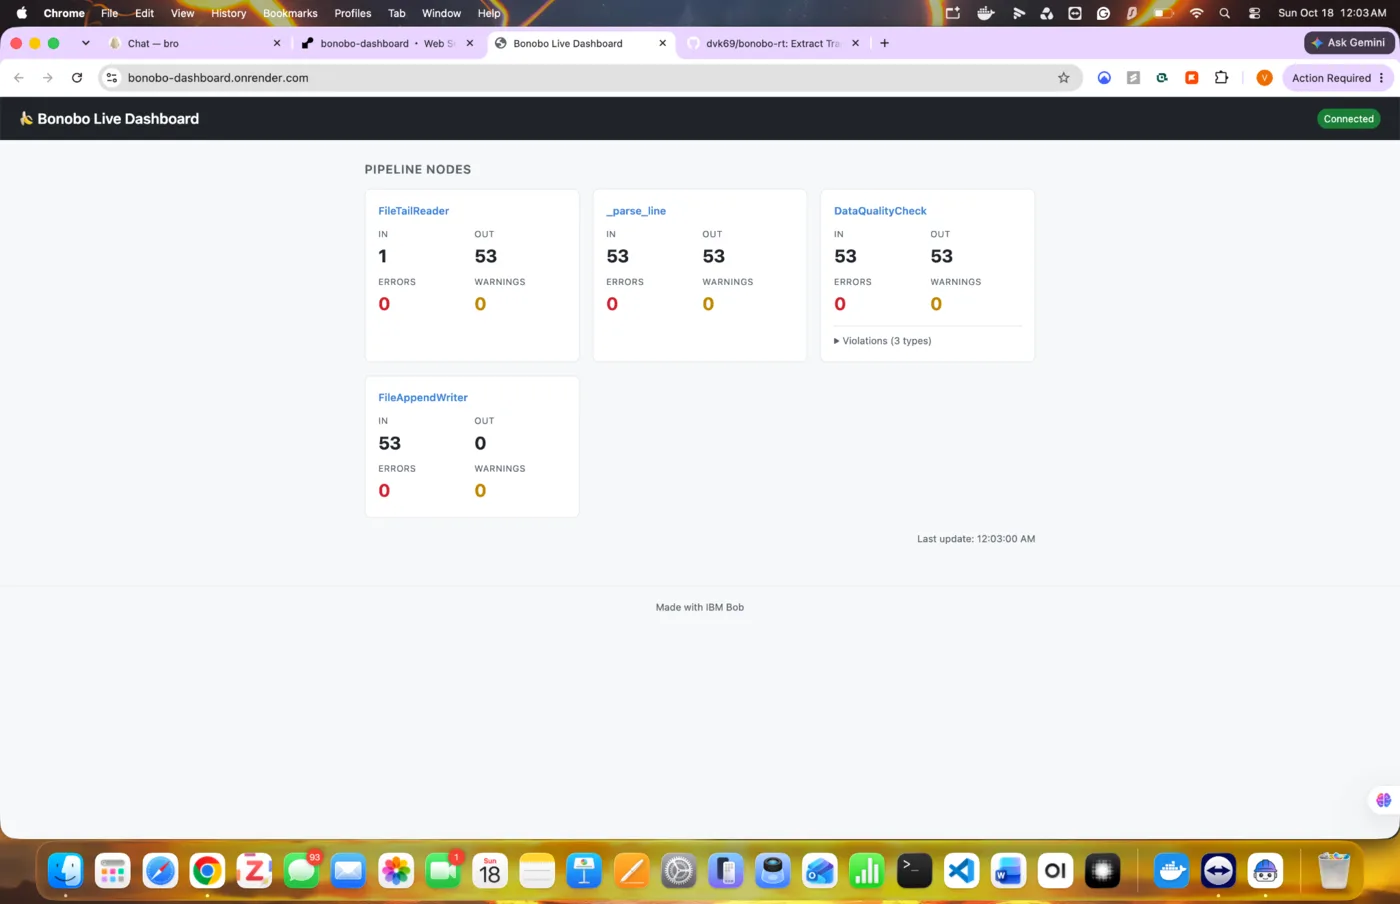 Chrome File Edit View History Bookmarks Profiles Tab Window Help Sun Oct 18 12:03 AM
Chat — bro bonobo-dashboard · Web S Bonobo Live Dashboard dvk69/bonobo-rt: Extract Tra Ask Gemini
bonobo-dashboard.onrender.com V Action Required
Bonobo Live Dashboard Connected
PIPELINE NODES
FileTailReader
IN OUT
1 53
ERRORS WARNINGS
0 0
_parse_line
IN OUT
53 53
ERRORS WARNINGS
0 0
DataQualityCheck
IN OUT
53 53
ERRORS WARNINGS
0 0
Violations (3 types)
FileAppendWriter
IN OUT
53 0
ERRORS WARNINGS
0 0
Last update: 12:03:00 AM
Made with IBM Bob
93 1
Sun
18
Z W OI